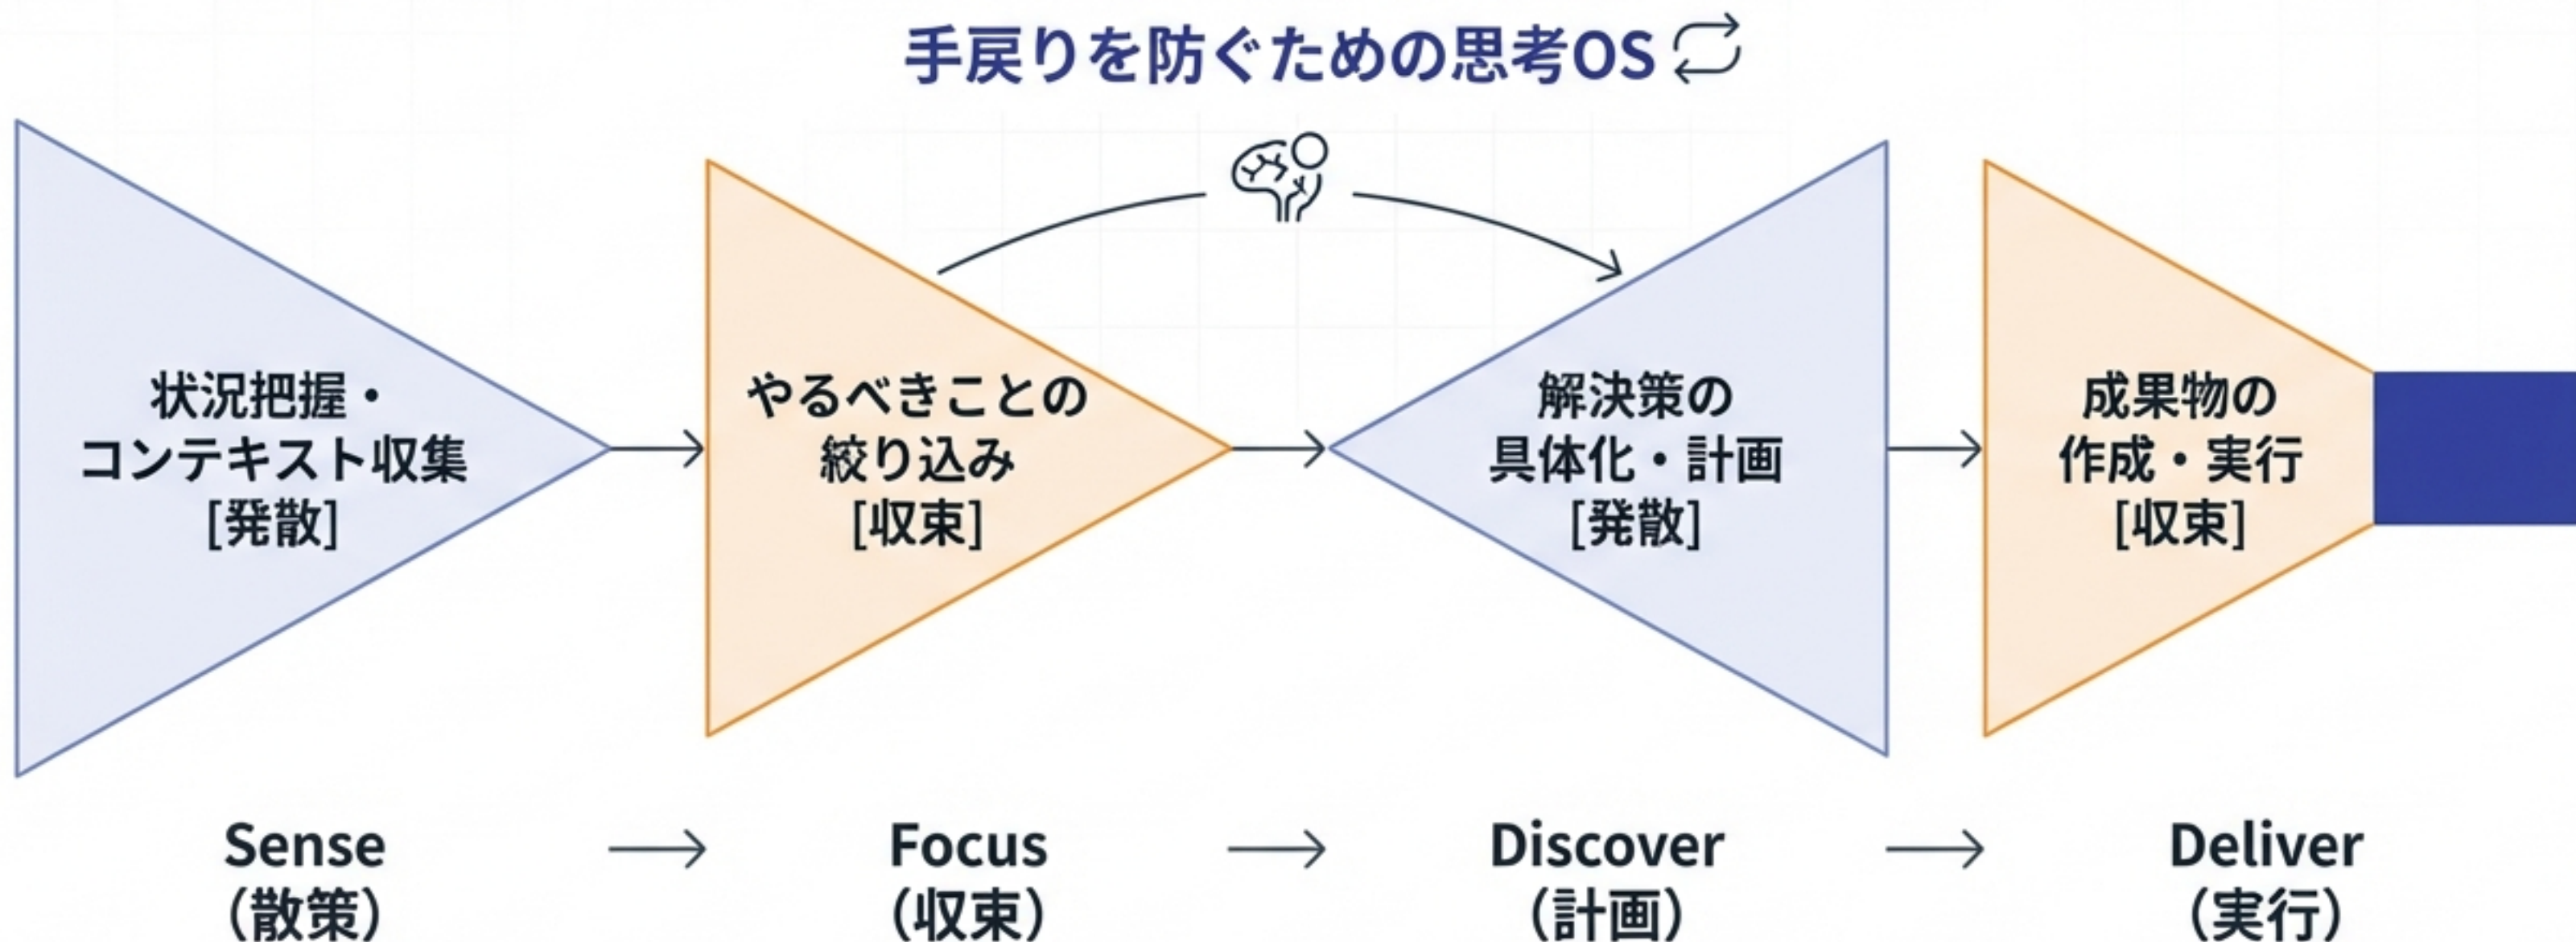 手戻りを防ぐための思考OS
状況把握・
コンテキスト収集
[発散]
やるべきことの
絞り込み
[収束]
解決策の
具体化・計画
[発散]
成果物の
作成・実行
[収束]
Sense
（散策）
Focus
（収束）
Discover
（計画）
Deliver
（実行）